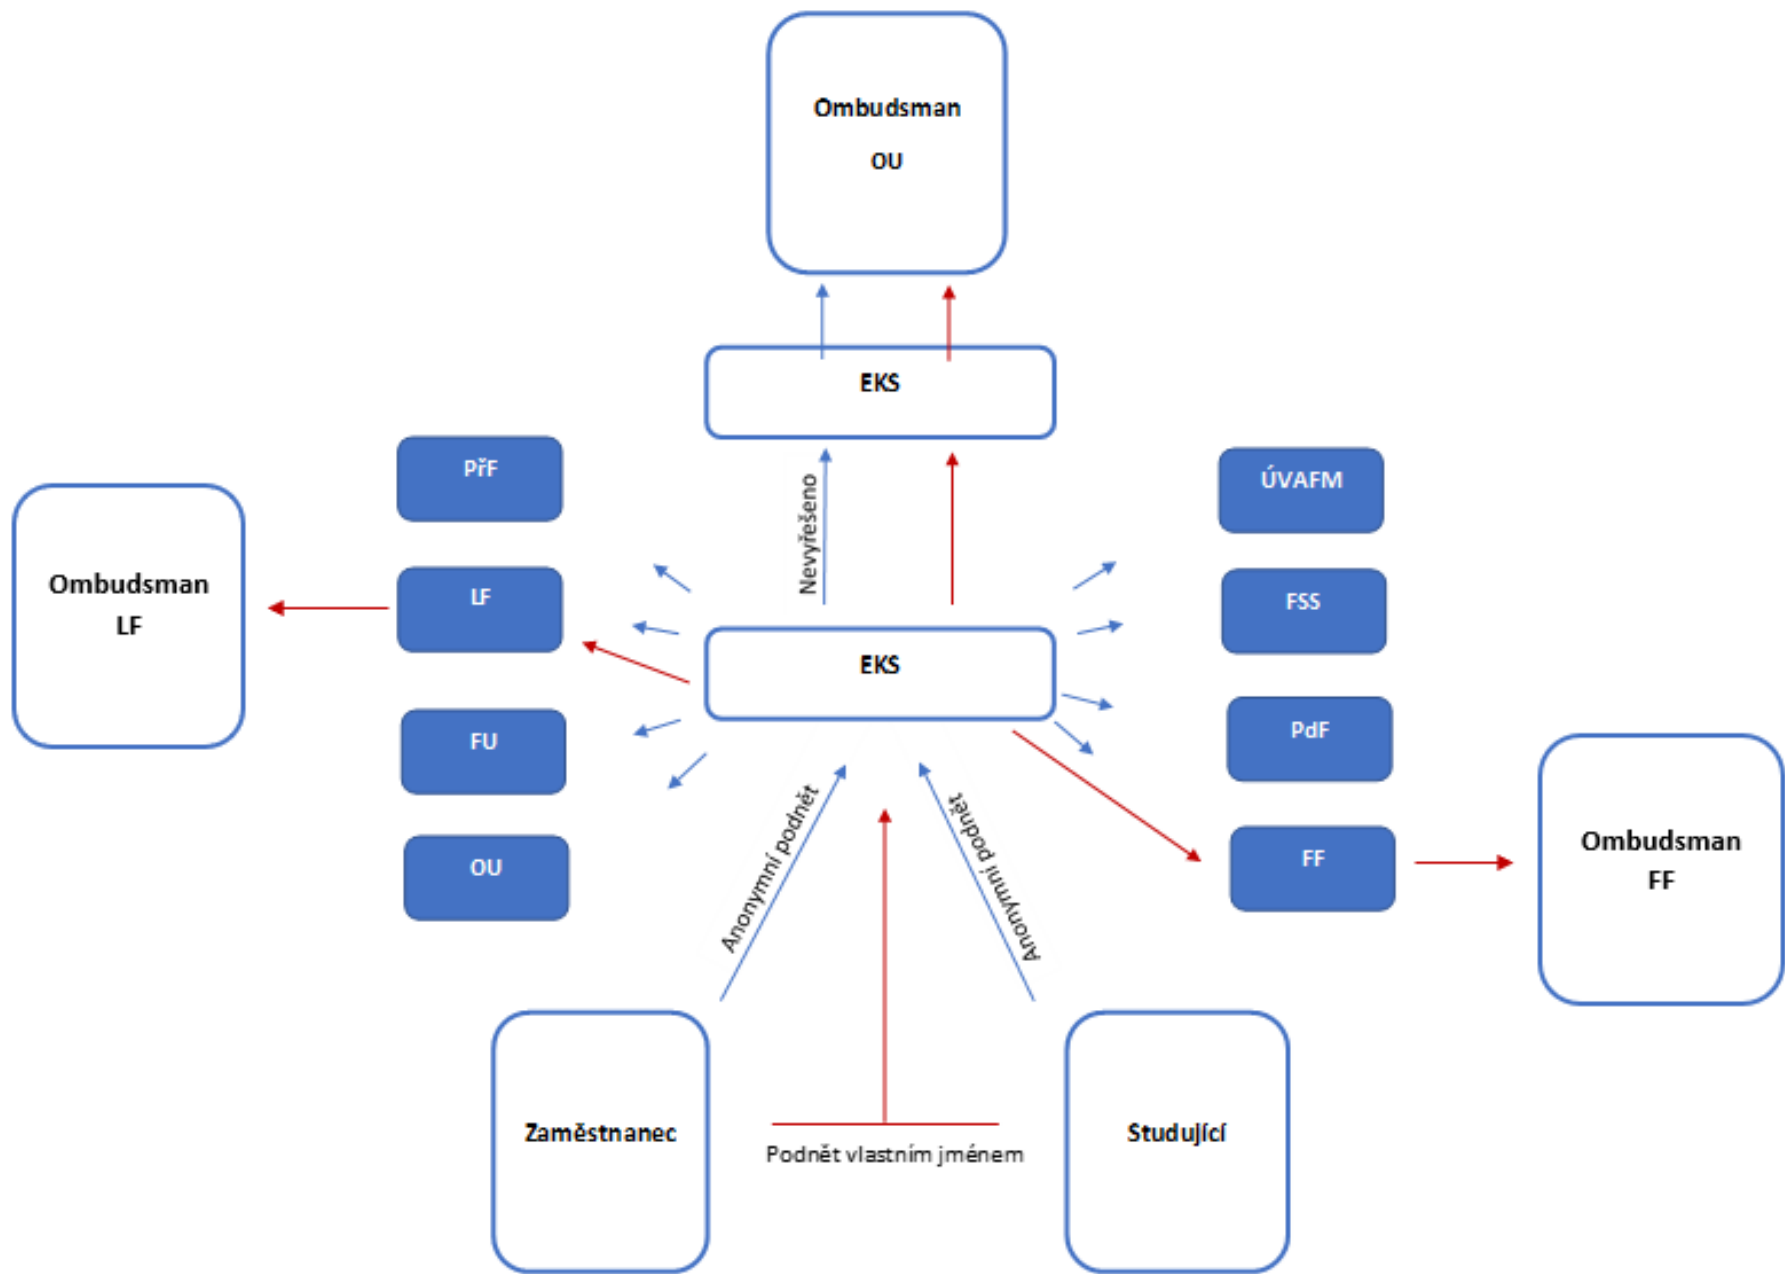 Ombudsman
OU
EKS
PřF
ÚVAFM
Nevyřešeno
Ombudsman
LF
LF
FSS
EKS
FU
PdF
Anonymní podnět
Anonymní podnět
OU
FF
Ombudsman
FF
Zaměstnanec
Podnět vlastním jménem
Studující